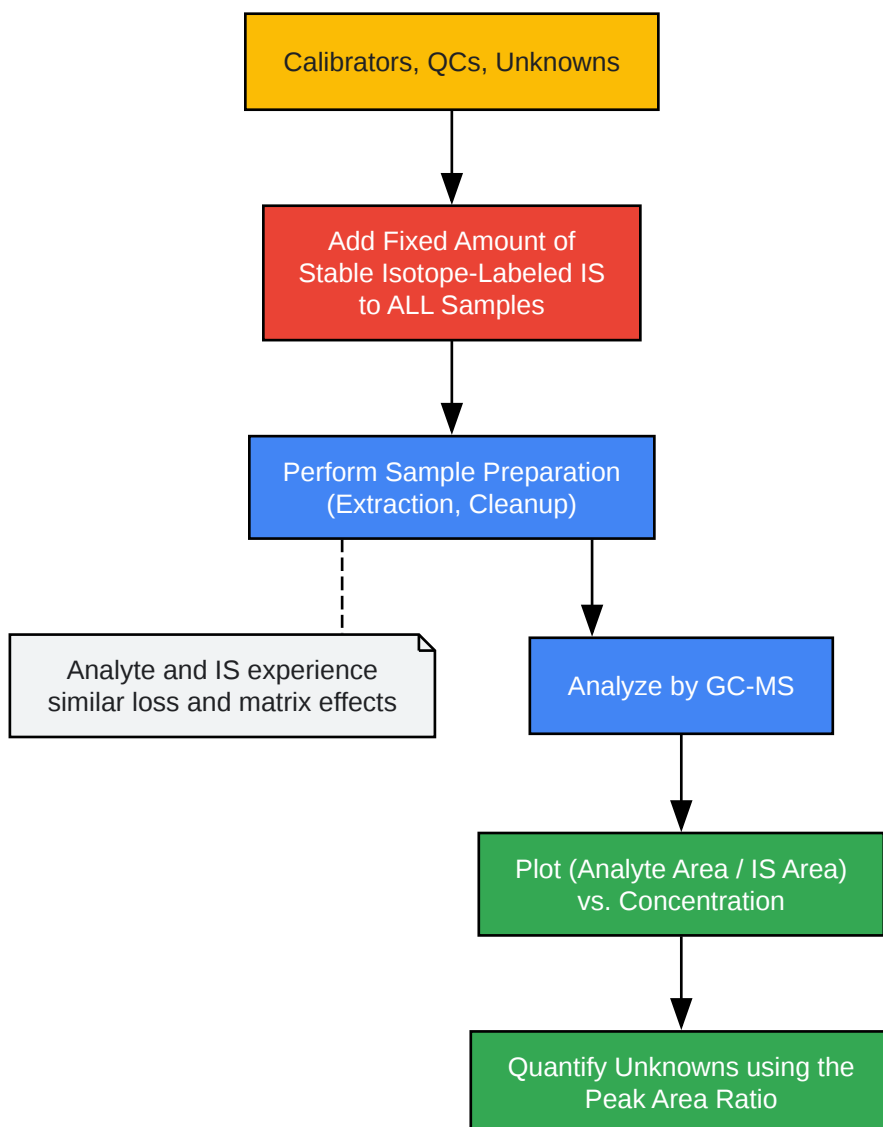 Calibrators, QCs, Unknowns
Add Fixed Amount of
Stable Isotope-Labeled IS
to ALL Samples
Perform Sample Preparation
(Extraction, Cleanup)
Analyte and IS experience
similar loss and matrix effects
Analyze by GC-MS
Plot (Analyte Area / IS Area)
vs. Concentration
Quantify Unknowns using the
Peak Area Ratio